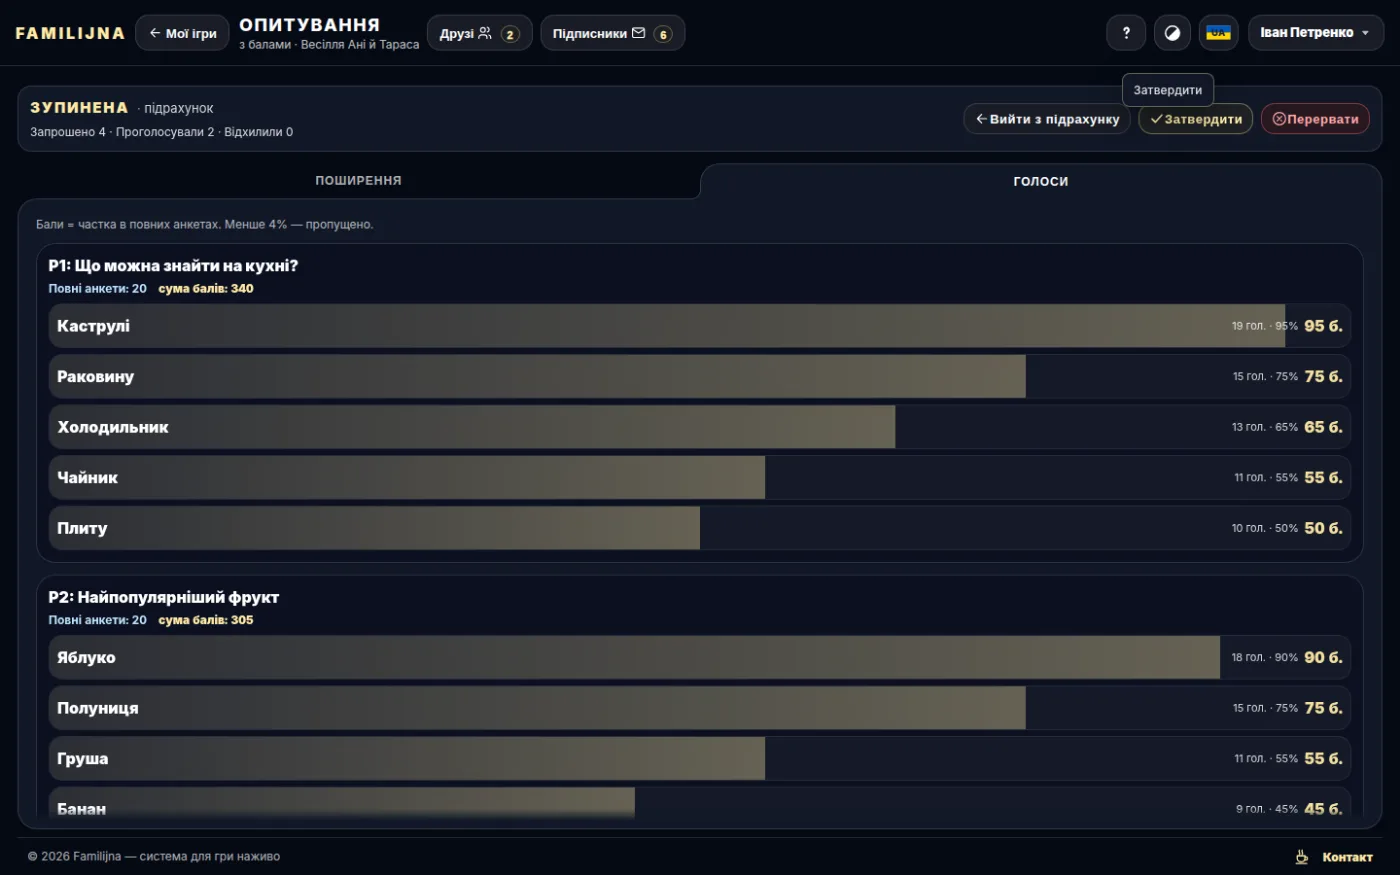 FAMILIJNA
← Мої ігри
ОПИТУВАННЯ
з балами · Весілля Ані й Тараса
Друзі 2
Підписники 6
?
UA
Іван Петренко
Затвердити
ЗУПИНЕНА · підрахунок
Запрошено 4 · Проголосували 2 · Відхилили 0
← Вийти з підрахунку
Затвердити
Перервати
ПОШИРЕННЯ
ГОЛОСИ
Бали = частка в повних анкетах. Менше 4% — пропущено.
P1: Що можна знайти на кухні?
Повні анкети: 20 сума балів: 340
Каструлі 19 гол. · 95% 95 б.
Раковину 15 гол. · 75% 75 б.
Холодильник 13 гол. · 65% 65 б.
Чайник 11 гол. · 55% 55 б.
Плиту 10 гол. · 50% 50 б.
P2: Найпопулярніший фрукт
Повні анкети: 20 сума балів: 305
Яблуко 18 гол. · 90% 90 б.
Полуниця 15 гол. · 75% 75 б.
Груша 11 гол. · 55% 55 б.
Банан 9 гол. · 45% 45 б.
© 2026 Familijna — система для гри наживо
Контакт